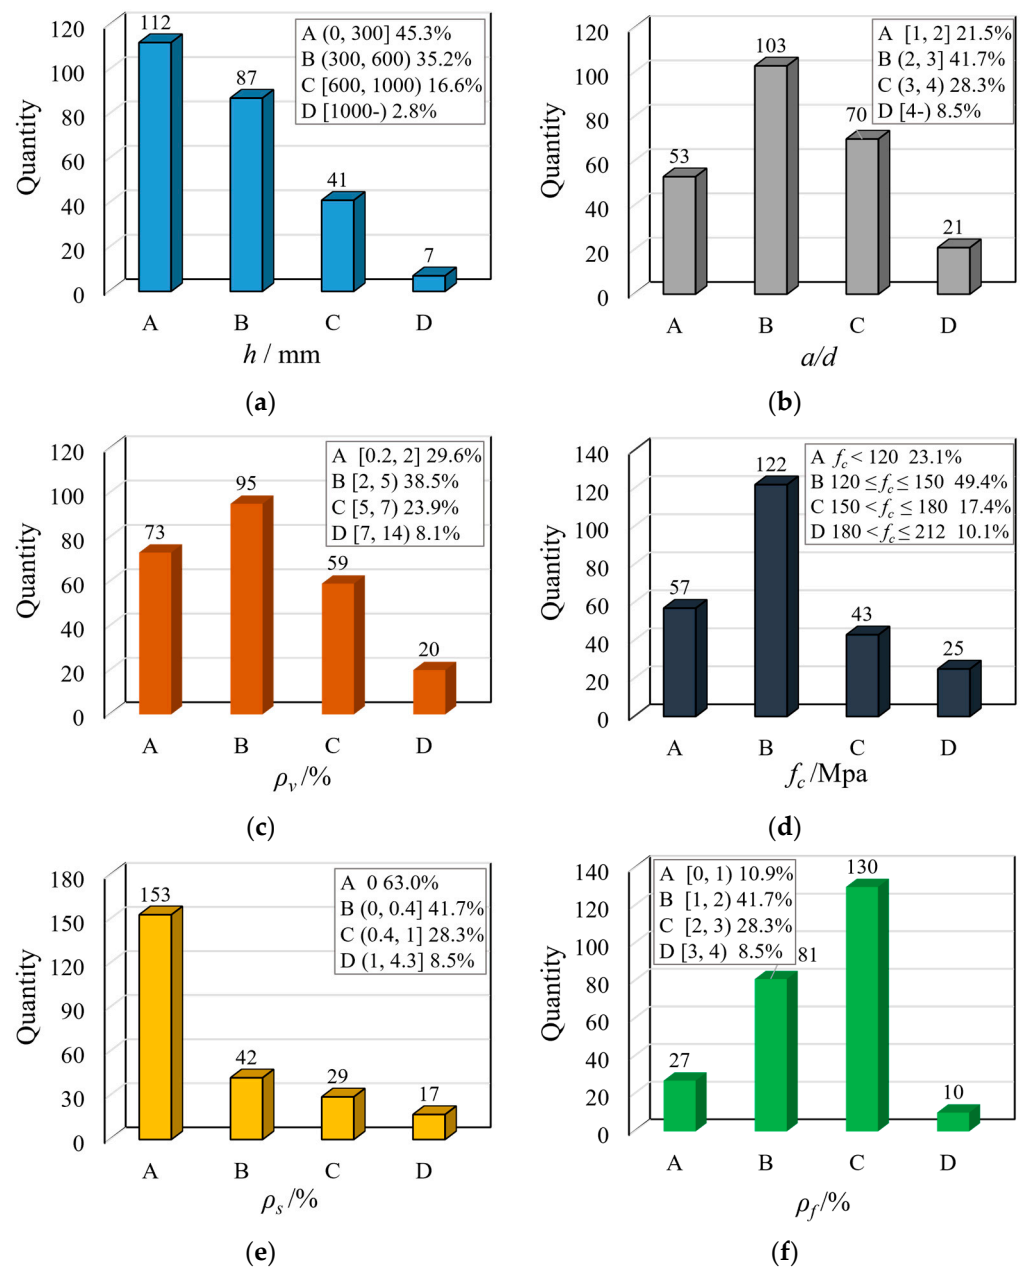 120
100
80
60
40
20
0
Quantity
112
87
41
7
A (0, 300] 45.3%
B (300, 600) 35.2%
C [600, 1000) 16.6%
D [1000-) 2.8%
A B C D
h / mm
(a)
120
100
80
60
40
20
0
Quantity
53
103
70
21
A [1, 2] 21.5%
B (2, 3] 41.7%
C (3, 4) 28.3%
D [4-) 8.5%
A B C D
a/d
(b)
120
100
80
60
40
20
0
Quantity
73
95
59
20
A [0.2, 2] 29.6%
B [2, 5) 38.5%
C [5, 7) 23.9%
D [7, 14) 8.1%
A B C D
ρv /%
(c)
140
120
100
80
60
40
20
0
Quantity
57
122
43
25
A fc < 120 23.1%
B 120 ≤ fc ≤ 150 49.4%
C 150 < fc ≤ 180 17.4%
D 180 < fc ≤ 212 10.1%
A B C D
fc /Mpa
(d)
180
150
120
90
60
30
0
Quantity
153
42
29
17
A 0 63.0%
B (0, 0.4] 41.7%
C (0.4, 1] 28.3%
D (1, 4.3] 8.5%
A B C D
ρs /%
(e)
140
120
100
80
60
40
20
0
Quantity
27
81
130
10
A [0, 1) 10.9%
B [1, 2) 41.7%
C [2, 3) 28.3%
D [3, 4) 8.5%
A B C D
ρf /%
(f)